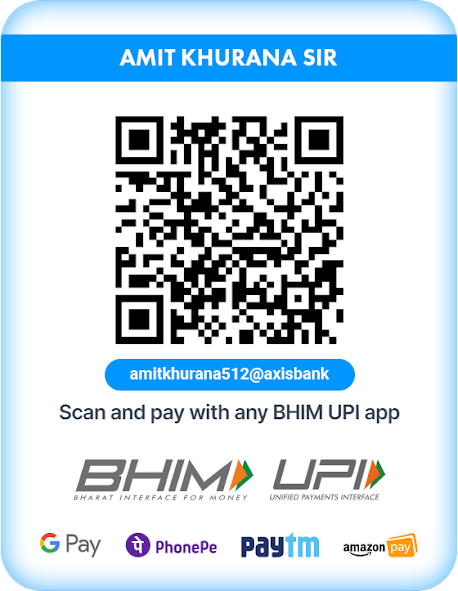 AMIT KHURANA SIR
amitkhurana512@axisbank
Scan and pay with any BHIM UPI app
BHIM UPI
BHARAT INTERFACE FOR MONEY UNIFIED PAYMENTS INTERFACE
G Pay PhonePe paytm amazon pay